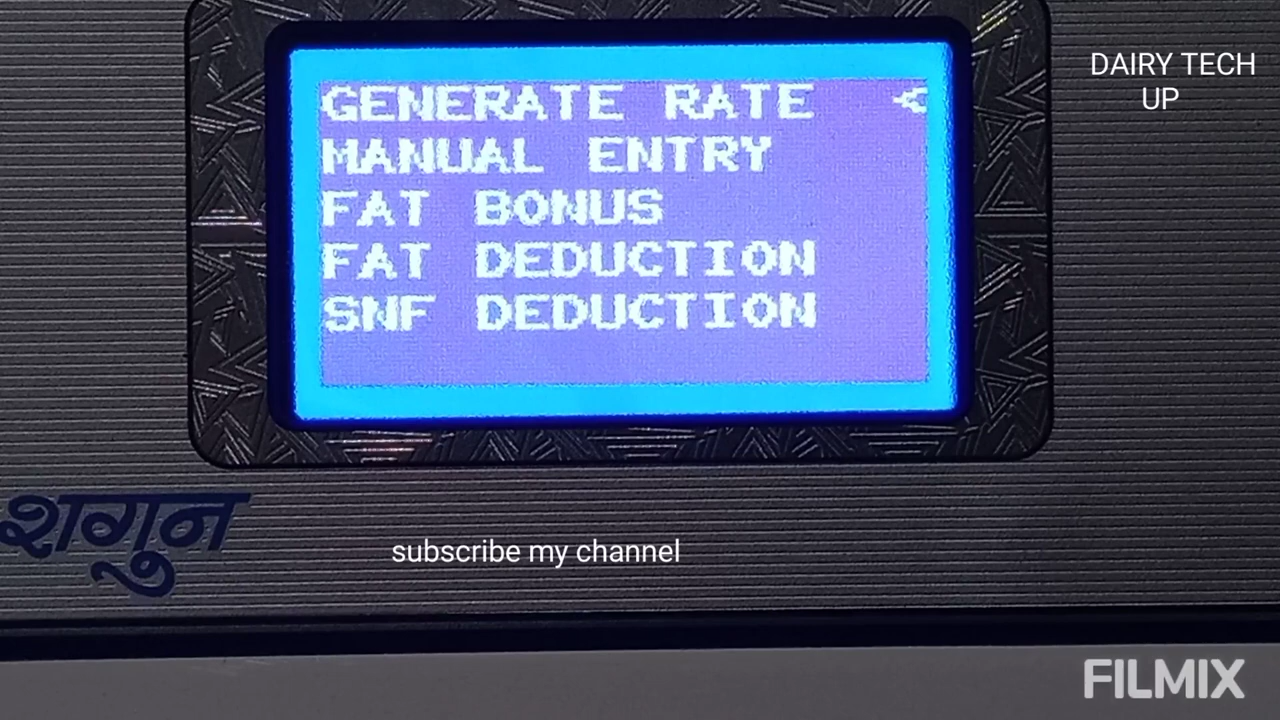 GENERATE RATE <
MANUAL ENTRY
FAT BONUS
FAT DEDUCTION
SNF DEDUCTION
DAIRY TECH
UP
शगुन
subscribe my channel
FILMIX